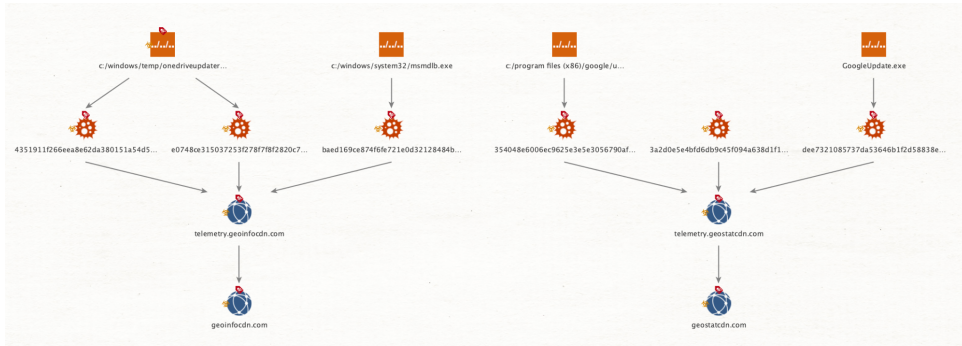 c:/windows/temp/onedriveupdater...
c:/windows/system32/msmdlb.exe
c:/program files (x86)/google/u...
GoogleUpdate.exe
4351911f266eea8e62da380151a54d5...
e0748ce315037253f278f7f8f2820c7...
baed169ce874f6fe721e0d32128484b...
354048e6006ec9625e3e5e3056790af...
3a2d0e5e4bfd6db9c45f094a638d1f1...
dee7321085737da53646b1f2d58838e...
telemetry.geoinfocdn.com
telemetry.geostatcdn.com
geoinfocdn.com
geostatcdn.com